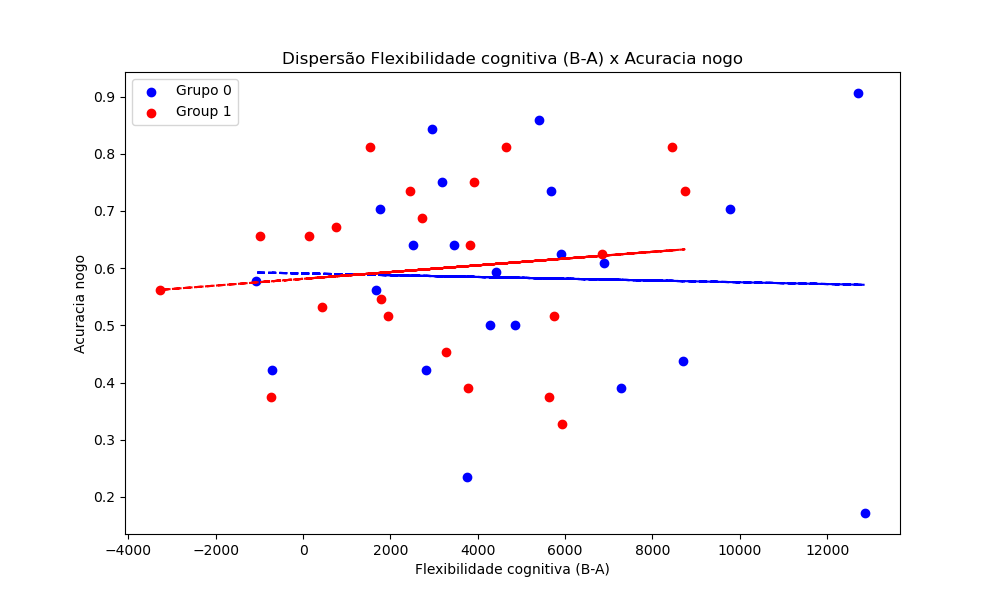 Dispersão Flexibilidade cognitiva (B-A) x Acuracia nogo
Grupo 0
Group 1
Acuracia nogo
0.9
0.8
0.7
0.6
0.5
0.4
0.3
0.2
−4000 −2000 0 2000 4000 6000 8000 10000 12000
Flexibilidade cognitiva (B-A)